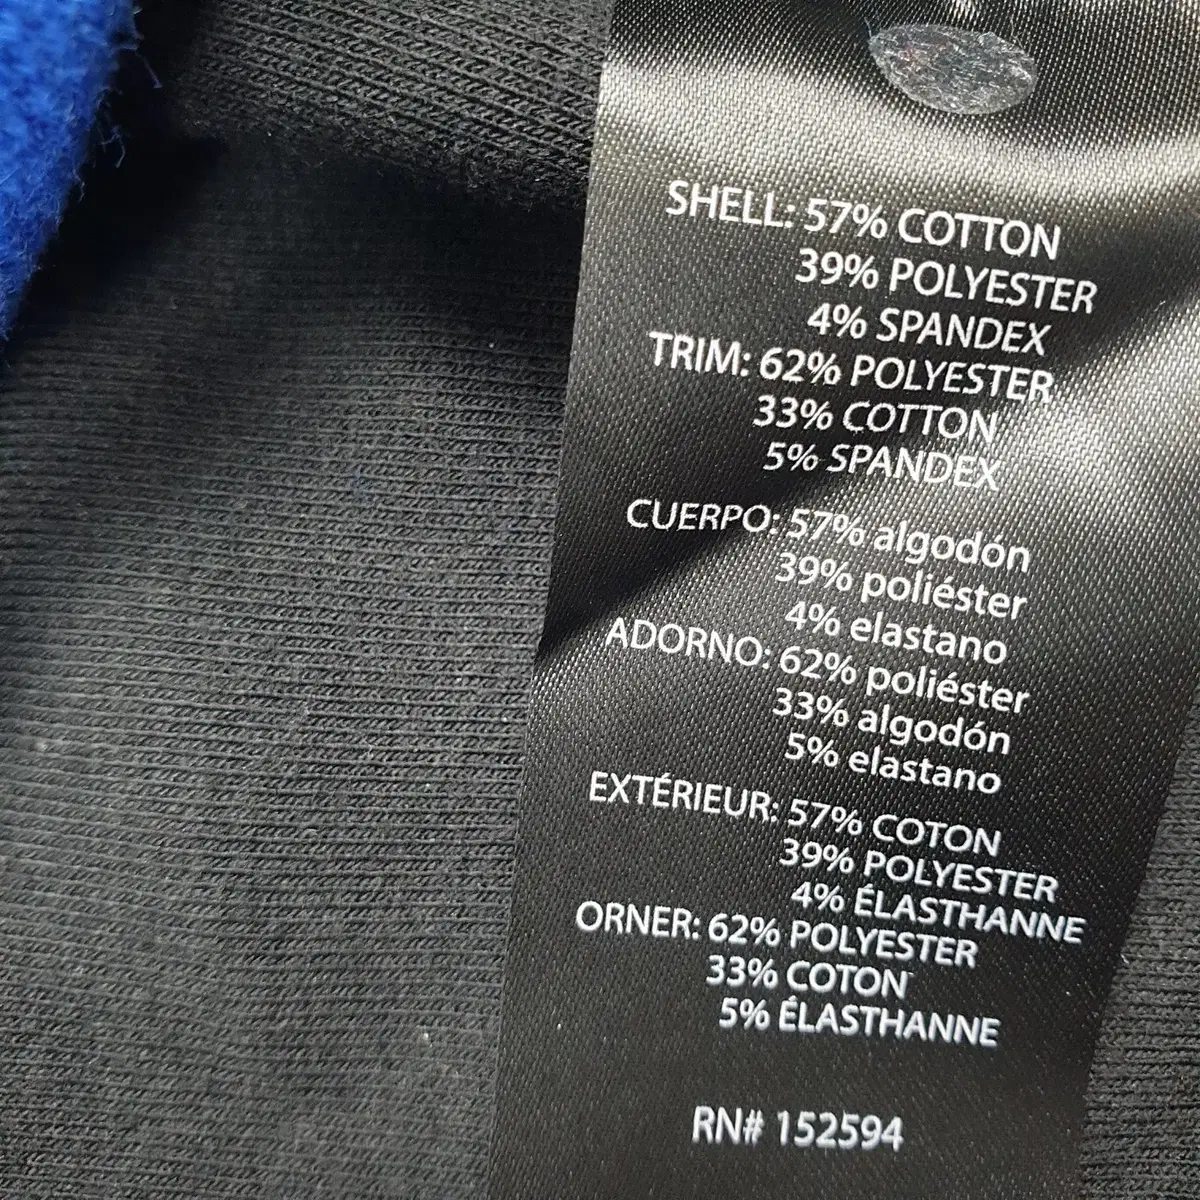 SHELL: 57% COTTON
39% POLYESTER
4% SPANDEX
TRIM: 62% POLYESTER
33% COTTON
5% SPANDEX
CUERPO: 57% algodón
39% poliéster
4% elastano
ADORNO: 62% poliéster
33% algodón
5% elastano
EXTÉRIEUR: 57% COTON
39% POLYESTER
4% ÉLASTHANNE
ORNER: 62% POLYESTER
33% COTON
5% ÉLASTHANNE
RN# 152594